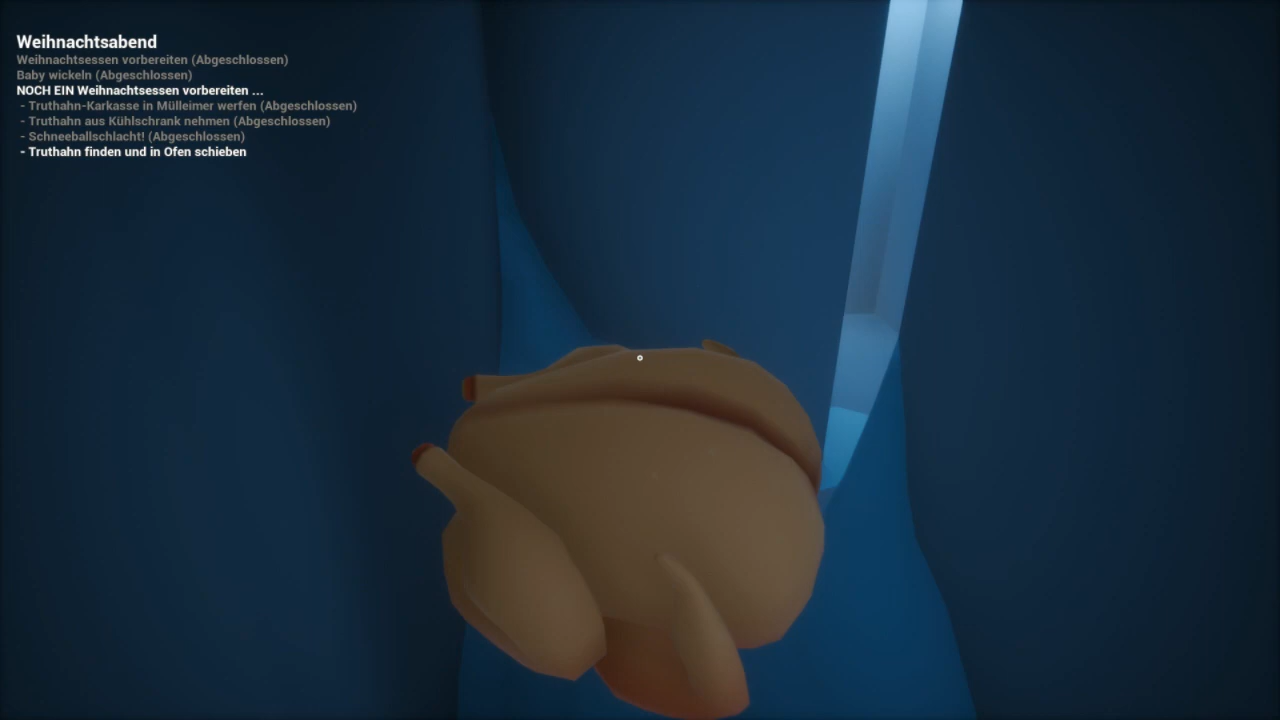 Weihnachtsabend
Weihnachtsessen vorbereiten (Abgeschlossen)
Baby wickeln (Abgeschlossen)
NOCH EIN Weihnachtsessen vorbereiten ...
- Truthahn-Karkasse in Mülleimer werfen (Abgeschlossen)
- Truthahn aus Kühlschrank nehmen (Abgeschlossen)
- Schneeballschlacht! (Abgeschlossen)
- Truthahn finden und in Ofen schieben